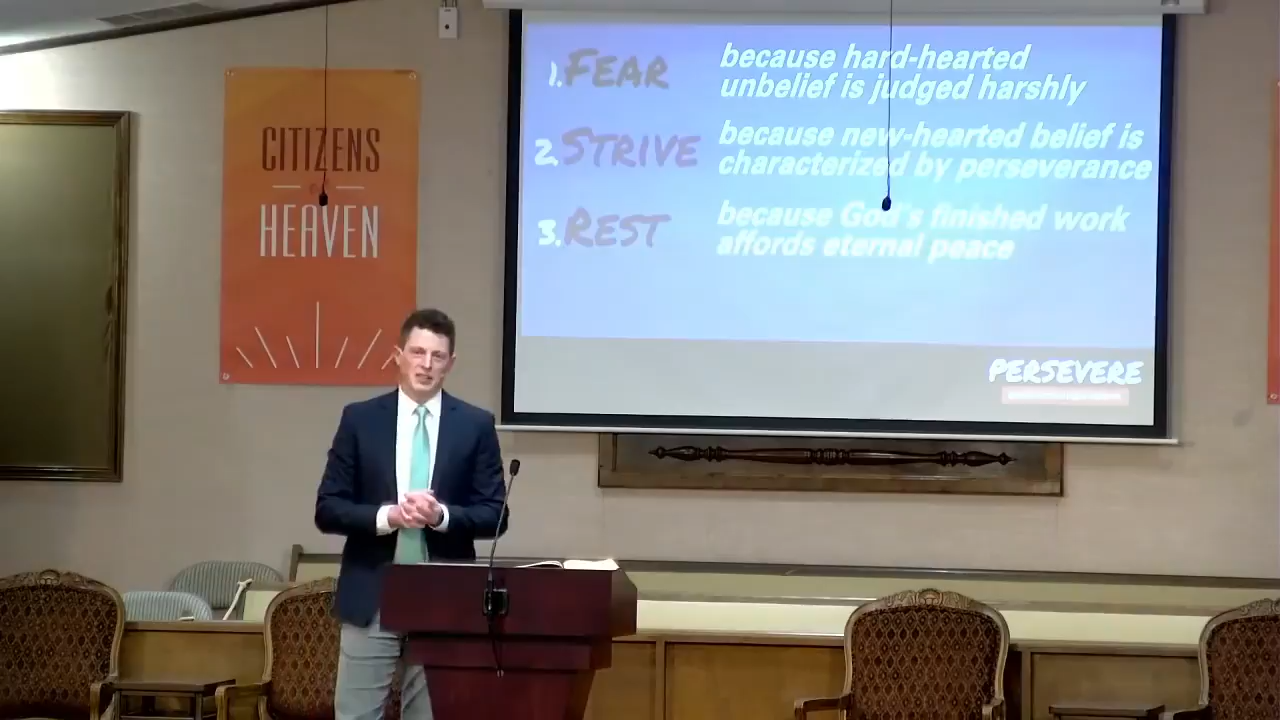 CITIZENS
of
HEAVEN
1. FEAR
because hard-hearted
unbelief is judged harshly
2. STRIVE
because new-hearted belief is
characterized by perseverance
3. REST
because God's finished work
affords eternal peace
PERSEVERE